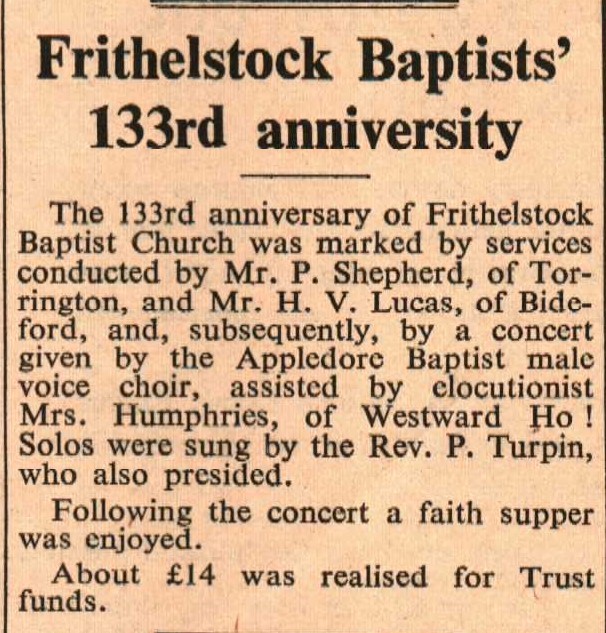 Frithelstock Baptists'
133rd anniversity
The 133rd anniversary of Frithelstock
Baptist Church was marked by services
conducted by Mr. P. Shepherd, of Tor-
rington, and Mr. H. V. Lucas, of Bide-
ford, and, subsequently, by a concert
given by the Appledore Baptist male
voice choir, assisted by elocutionist
Mrs. Humphries, of Westward Ho !
Solos were sung by the Rev. P. Turpin,
who also presided.
Following the concert a faith supper
was enjoyed.
About £14 was realised for Trust
funds.